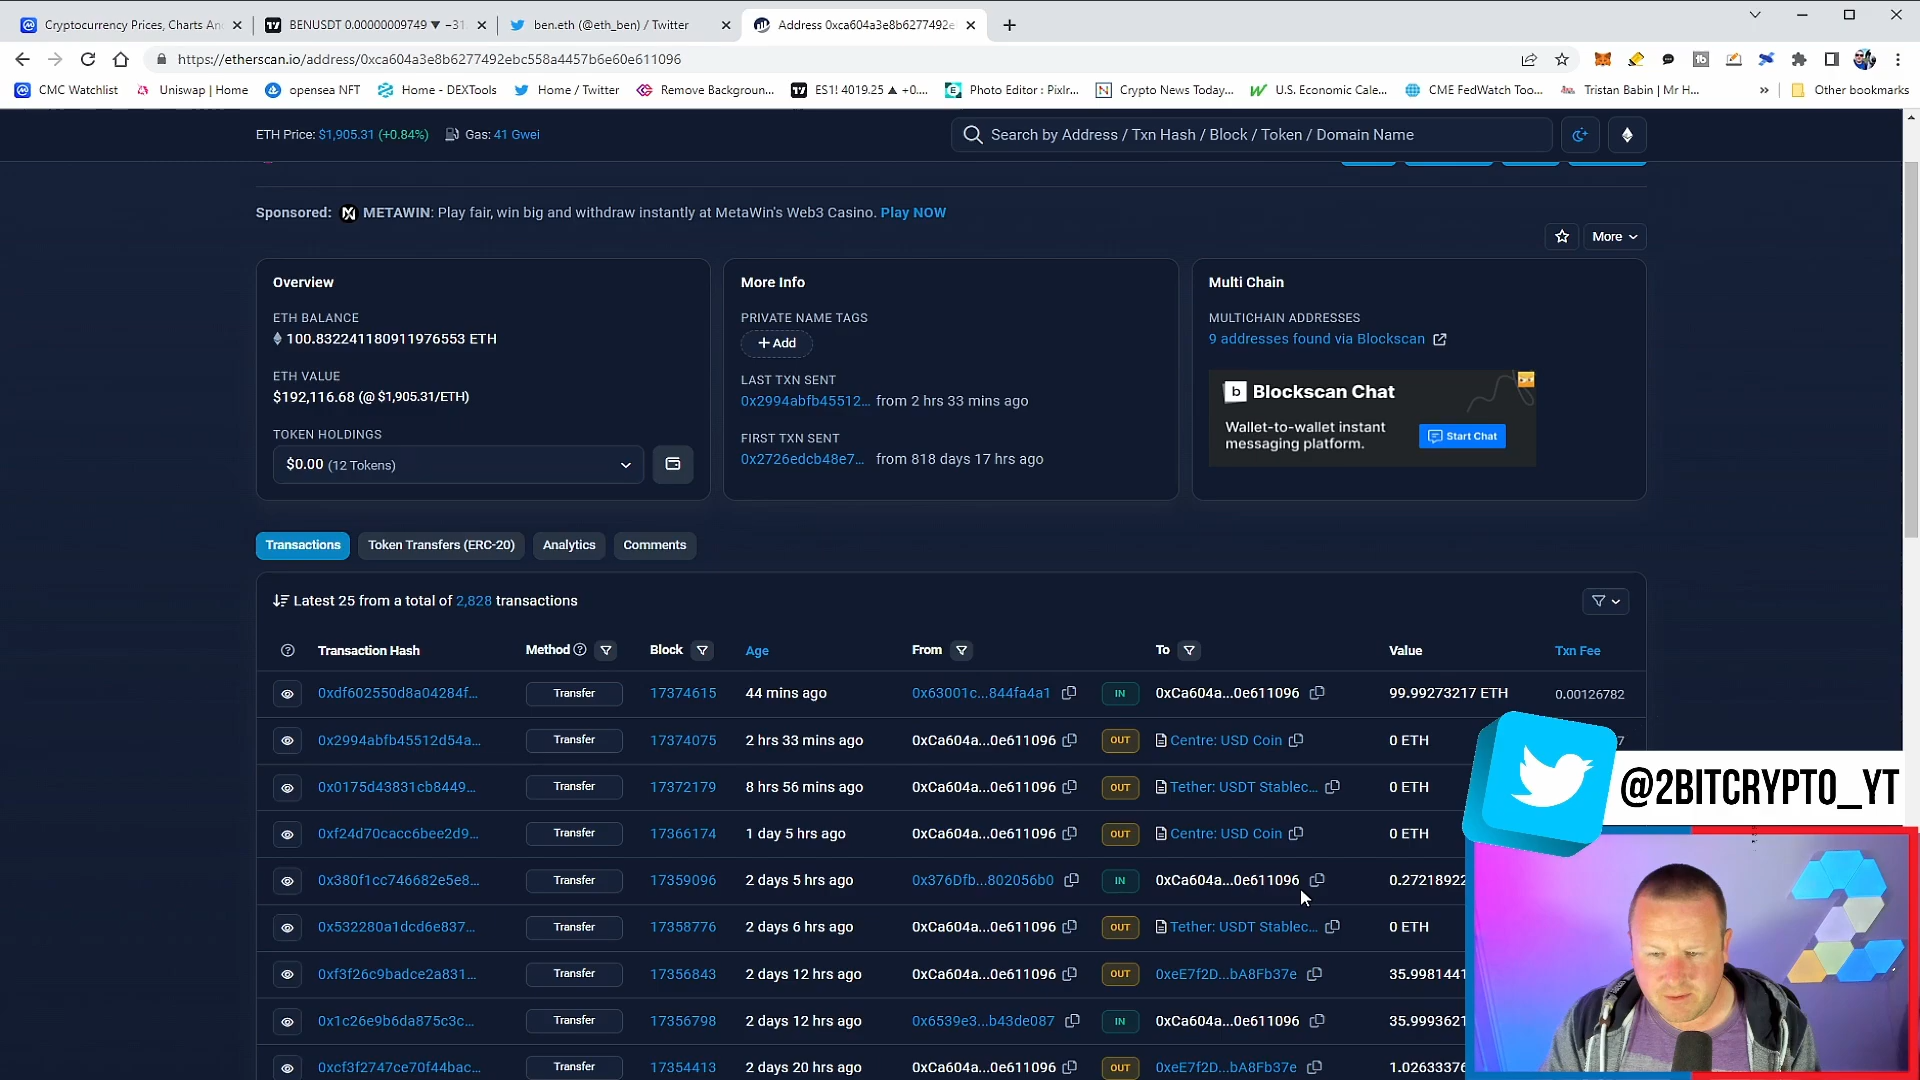 Cryptocurrency Prices, Charts An
BENUSDT 0.00000009749 ▼ −31.
ben.eth (@eth_ben) / Twitter
Address 0xca604a3e8b6277492e
https://etherscan.io/address/0xca604a3e8b6277492ebc558a4457b6e60e611096
CMC Watchlist
Uniswap | Home
opensea NFT
Home - DEXTools
Home / Twitter
Remove Backgroun...
ES1! 4019.25 ▲ +0....
Photo Editor : Pixlr...
Crypto News Today...
U.S. Economic Cale...
CME FedWatch Too...
Tristan Babin | Mr H...
»
Other bookmarks
ETH Price: $1,905.31 (+0.84%)
Gas: 41 Gwei
Search by Address / Txn Hash / Block / Token / Domain Name
Sponsored: METAWIN: Play fair, win big and withdraw instantly at MetaWin's Web3 Casino. Play NOW
More
Overview
ETH BALANCE
100.832241180911976553 ETH
ETH VALUE
$192,116.68 (@ $1,905.31/ETH)
TOKEN HOLDINGS
$0.00 (12 Tokens)
More Info
PRIVATE NAME TAGS
+ Add
LAST TXN SENT
0x2994abfb45512... from 2 hrs 33 mins ago
FIRST TXN SENT
0x2726edcb48e7... from 818 days 17 hrs ago
Multi Chain
MULTICHAIN ADDRESSES
9 addresses found via Blockscan
b Blockscan Chat
Wallet-to-wallet instant
messaging platform.
Start Chat
Transactions
Token Transfers (ERC-20)
Analytics
Comments
Latest 25 from a total of 2,828 transactions
Transaction Hash Method Block Age From To Value Txn Fee
0xdf602550d8a04284f... Transfer 17374615 44 mins ago 0x63001c...844fa4a1 IN 0xCa604a...0e611096 99.99273217 ETH 0.00126782
0x2994abfb45512d54a... Transfer 17374075 2 hrs 33 mins ago 0xCa604a...0e611096 OUT Centre: USD Coin 0 ETH 7
0x0175d43831cb8449... Transfer 17372179 8 hrs 56 mins ago 0xCa604a...0e611096 OUT Tether: USDT Stablec... 0 ETH
0xf24d70cacc6bee2d9... Transfer 17366174 1 day 5 hrs ago 0xCa604a...0e611096 OUT Centre: USD Coin 0 ETH
0x380f1cc746682e5e8... Transfer 17359096 2 days 5 hrs ago 0x376Dfb...802056b0 IN 0xCa604a...0e611096 0.27218922
0x532280a1dcd6e837... Transfer 17358776 2 days 6 hrs ago 0xCa604a...0e611096 OUT Tether: USDT Stablec... 0 ETH
0xf3f26c9badce2a831... Transfer 17356843 2 days 12 hrs ago 0xCa604a...0e611096 OUT 0xeE7f2D...bA8Fb37e 35.9981441
0x1c26e9b6da875c3c... Transfer 17356798 2 days 12 hrs ago 0x6539e3...b43de087 IN 0xCa604a...0e611096 35.9993621
0xcf3f2747ce70f44bac... Transfer 17354413 2 days 20 hrs ago 0xCa604a...0e611096 OUT 0xeE7f2D...bA8Fb37e 1.02633376
@2BITCRYPTO_YT